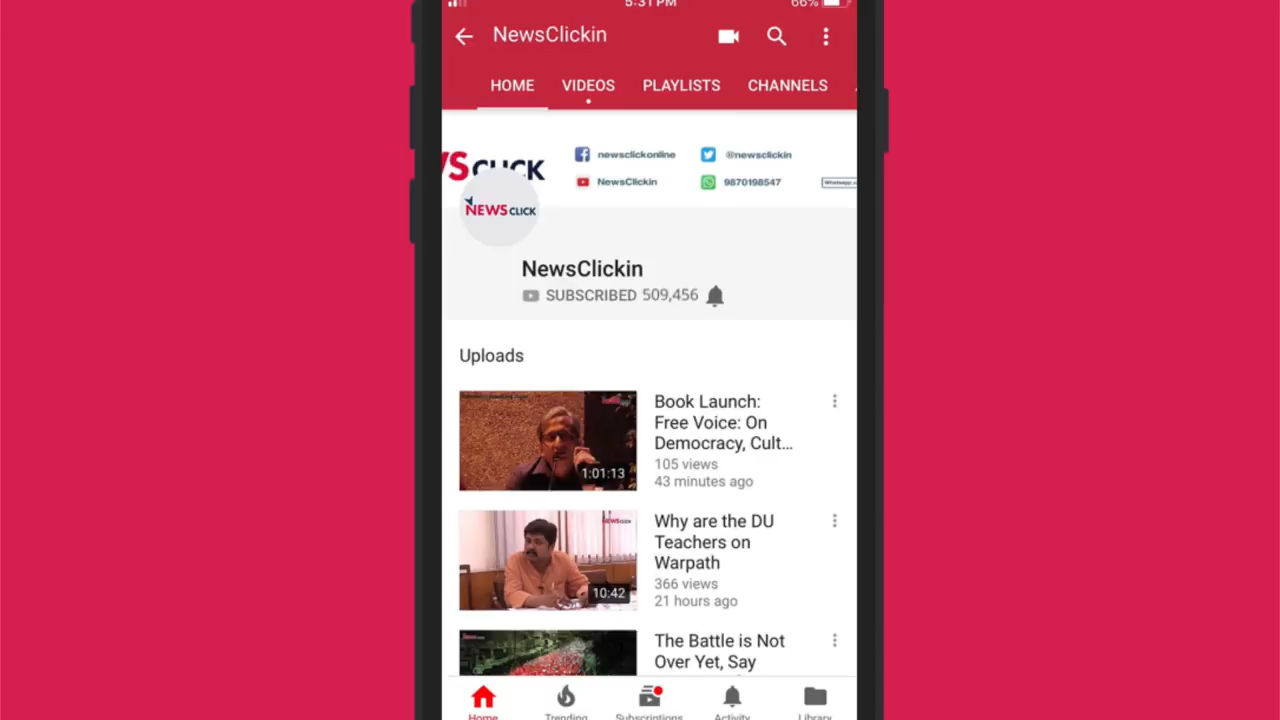 5:31 PM
66%
NewsClickin
HOME VIDEOS PLAYLISTS CHANNELS
CLICK
newsclickonline @newsclickin
NewsClickin 9870198547
NEWSCLICK
NewsClickin
SUBSCRIBED 509,456
Uploads
Book Launch:
Free Voice: On
Democracy, Cult...
105 views
43 minutes ago
1:01:13
Why are the DU
Teachers on
Warpath
366 views
21 hours ago
NEWSCLICK
10:42
The Battle is Not
Over Yet, Say
Home Trending Subscriptions Activity Library